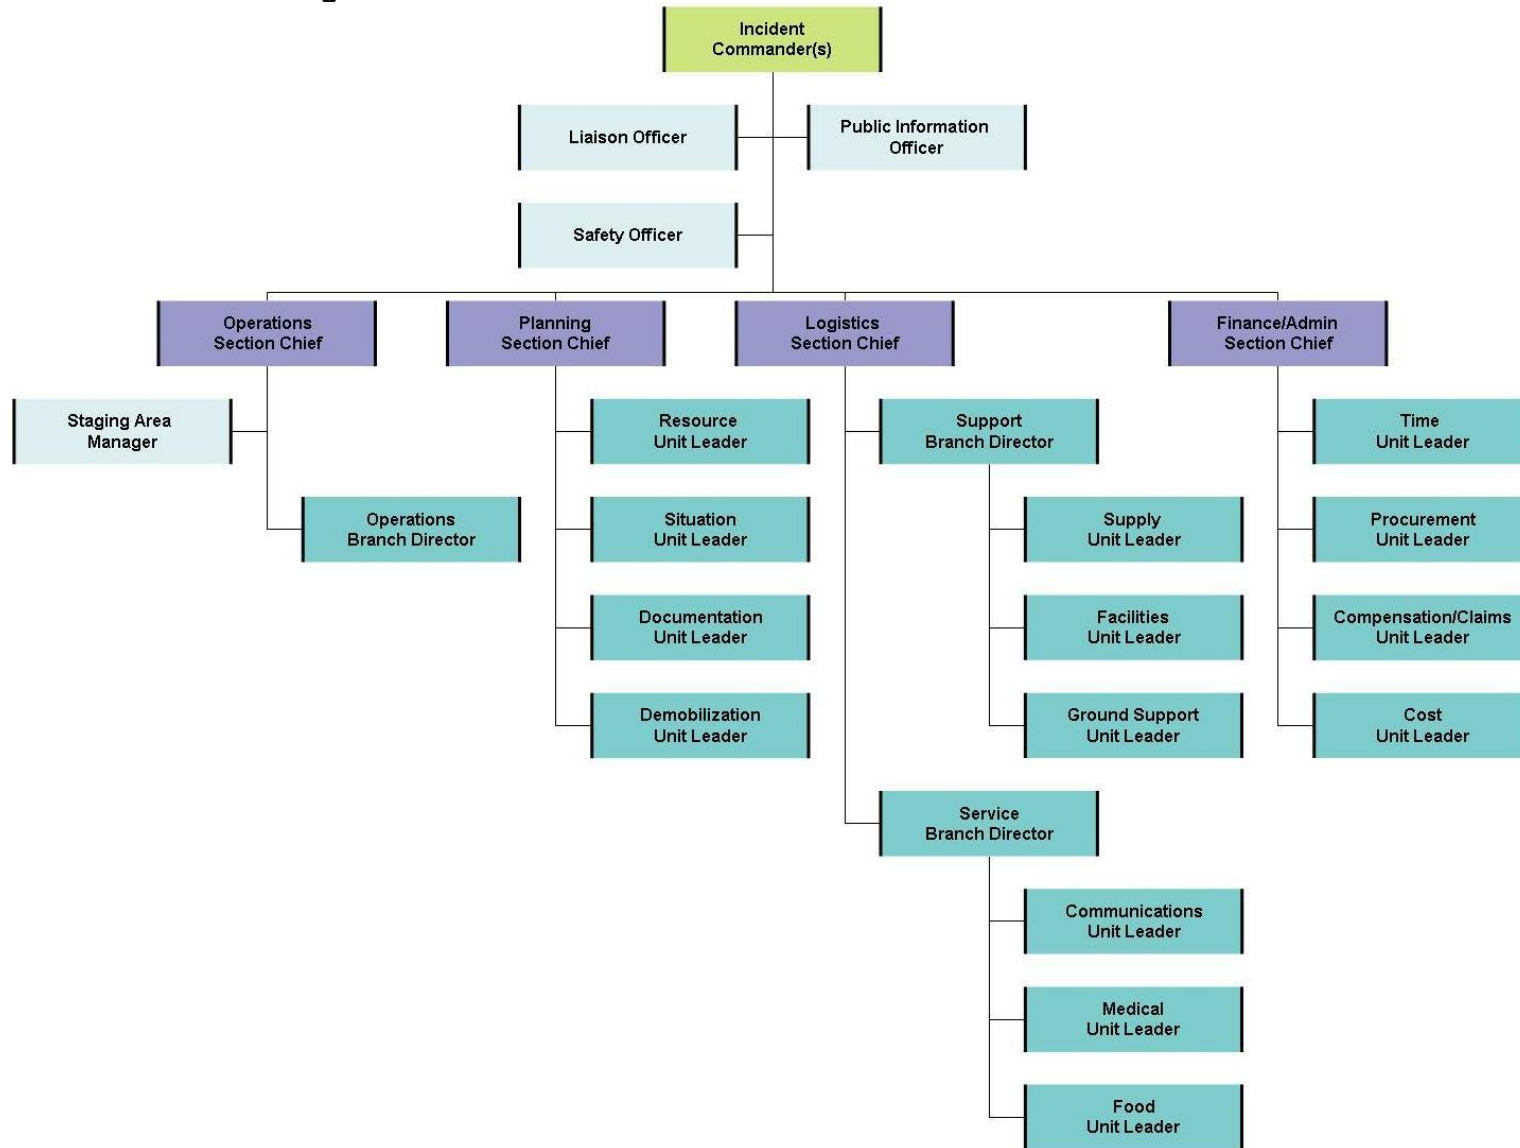 Incident
Commander(s)
Liaison Officer
Public Information
Officer
Safety Officer
Operations
Section Chief
Planning
Section Chief
Logistics
Section Chief
Finance/Admin
Section Chief
Staging Area
Manager
Operations
Branch Director
Resource
Unit Leader
Situation
Unit Leader
Documentation
Unit Leader
Demobilization
Unit Leader
Support
Branch Director
Supply
Unit Leader
Facilities
Unit Leader
Ground Support
Unit Leader
Service
Branch Director
Communications
Unit Leader
Medical
Unit Leader
Food
Unit Leader
Time
Unit Leader
Procurement
Unit Leader
Compensation/Claims
Unit Leader
Cost
Unit Leader